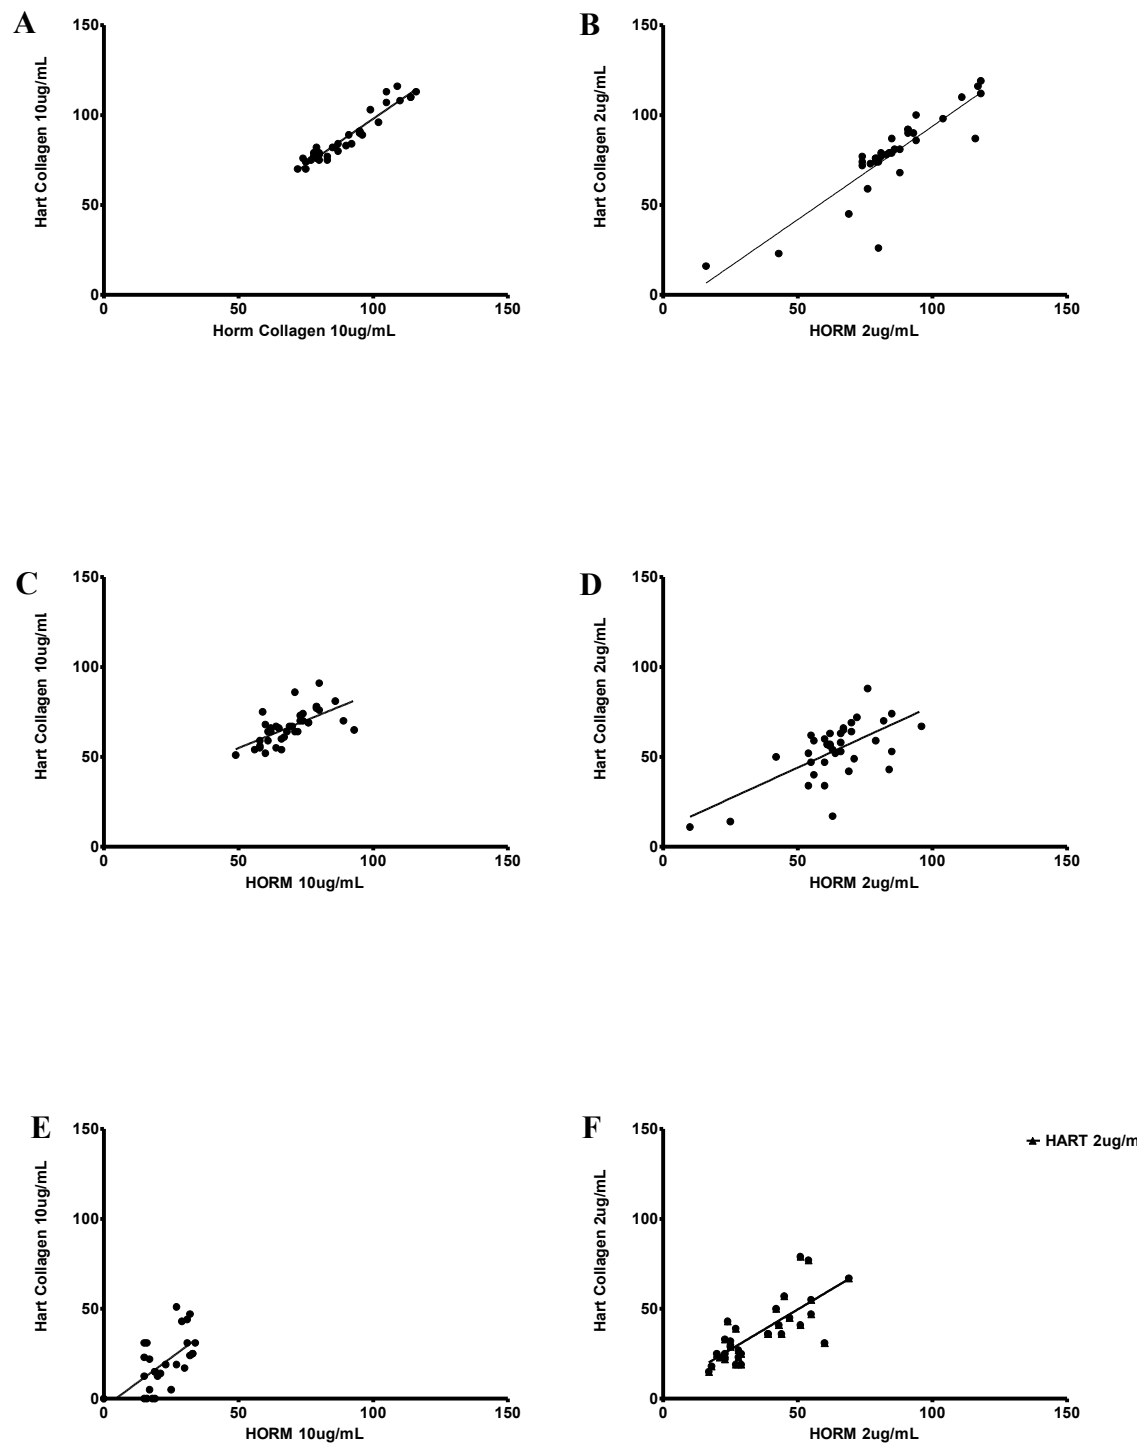 A
150
100
50
0
Hart Collagen 10ug/mL
0 50 100 150
Horm Collagen 10ug/mL
B
150
100
50
0
Hart Collagen 2ug/mL
0 50 100 150
HORM 2ug/mL
C
150
100
50
0
Hart Collagen 10ug/mL
0 50 100 150
HORM 10ug/mL
D
150
100
50
0
Hart Collagen 2ug/mL
0 50 100 150
HORM 2ug/mL
E
150
100
50
0
Hart Collagen 10ug/mL
0 50 100 150
HORM 10ug/mL
F
150
100
50
0
Hart Collagen 2ug/mL
0 50 100 150
HORM 2ug/mL
HART 2ug/m